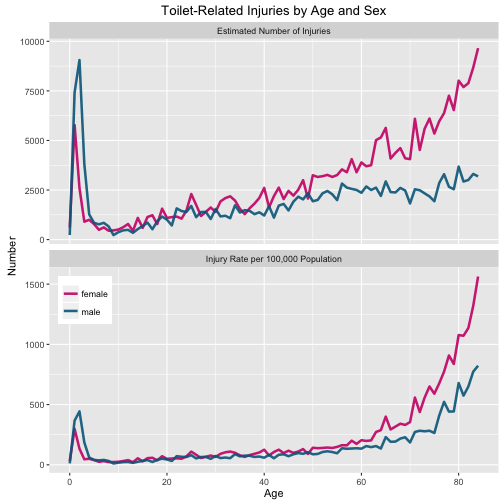 Toilet-Related Injuries by Age and Sex
Estimated Number of Injuries
10000
7500
5000
2500
0
Number
Injury Rate per 100,000 Population
1500
1000
500
0
female
male
0 20 40 60 80
Age